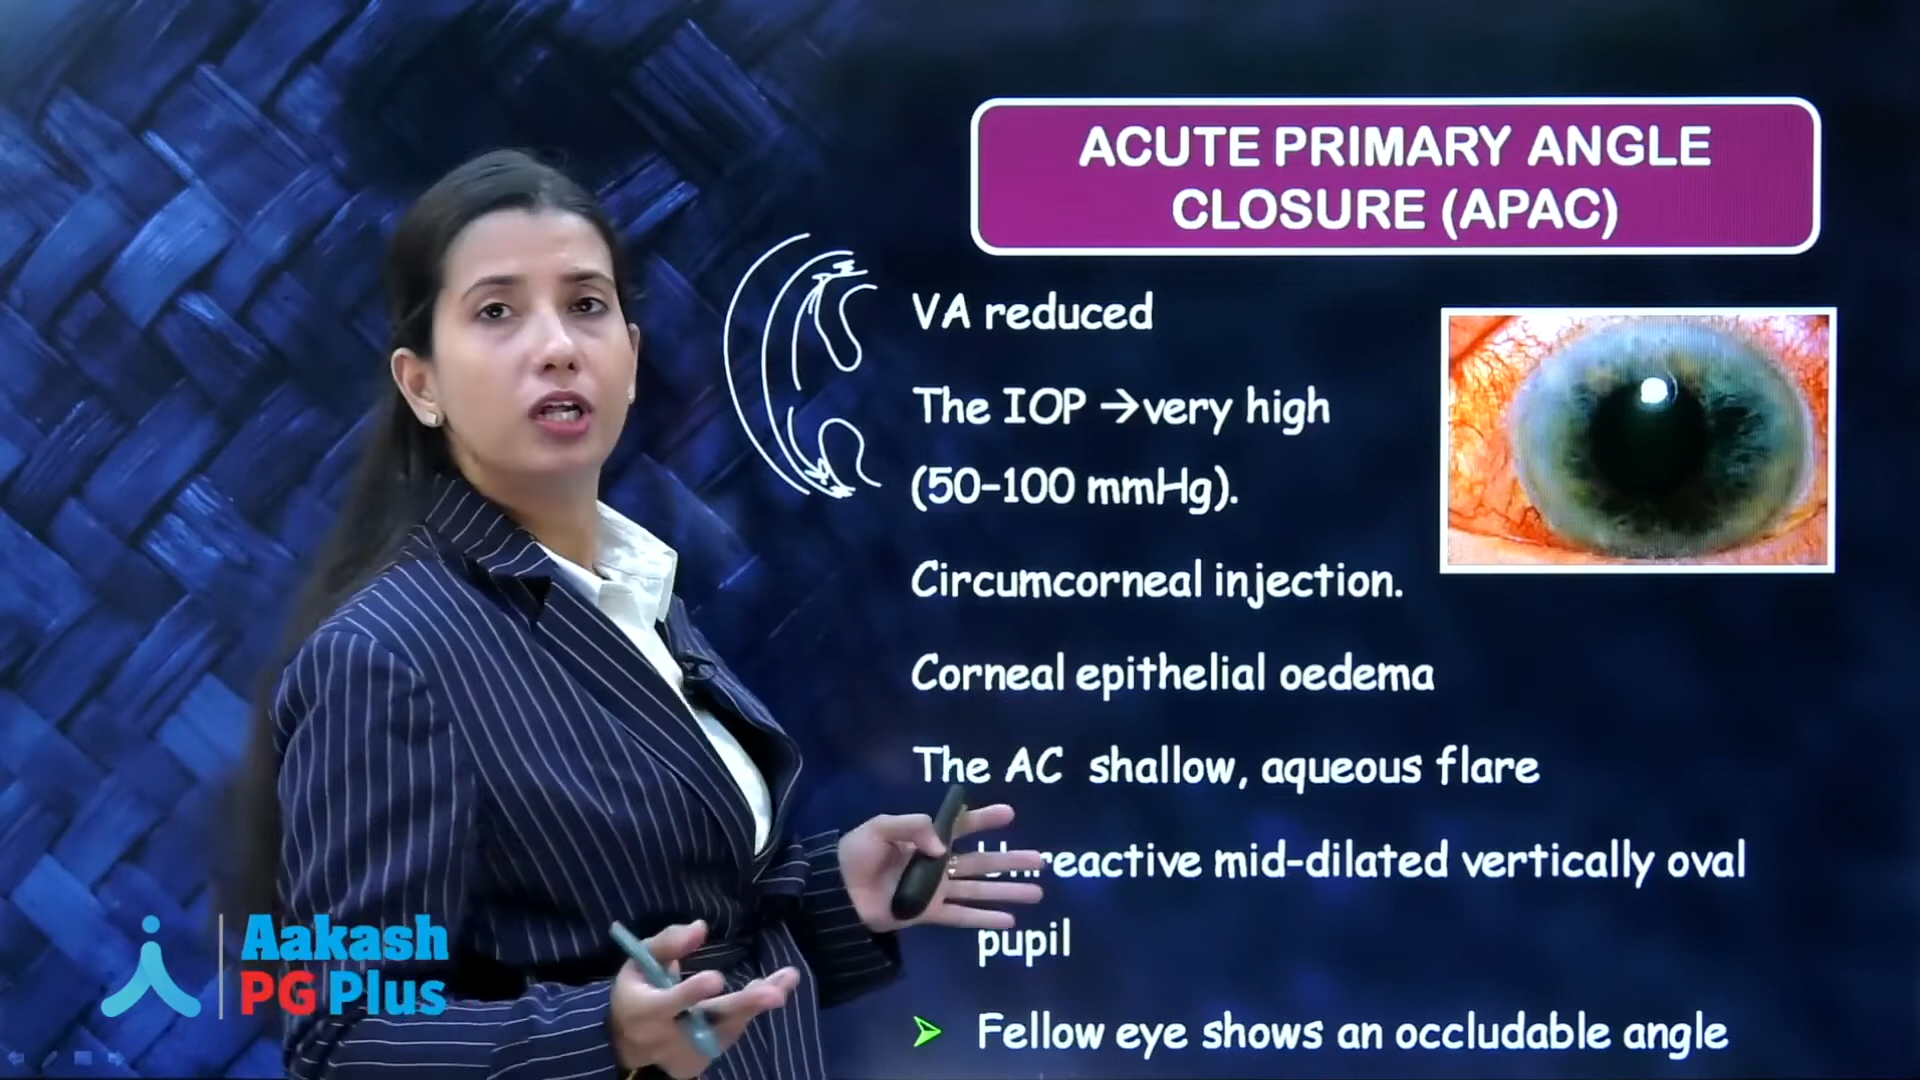 ACUTE PRIMARY ANGLE
CLOSURE (APAC)
VA reduced
The IOP →very high
(50-100 mmHg).
Circumcorneal injection.
Corneal epithelial oedema
The AC shallow, aqueous flare
Unreactive mid-dilated vertically oval
pupil
➢ Fellow eye shows an occludable angle
Aakash
PG Plus